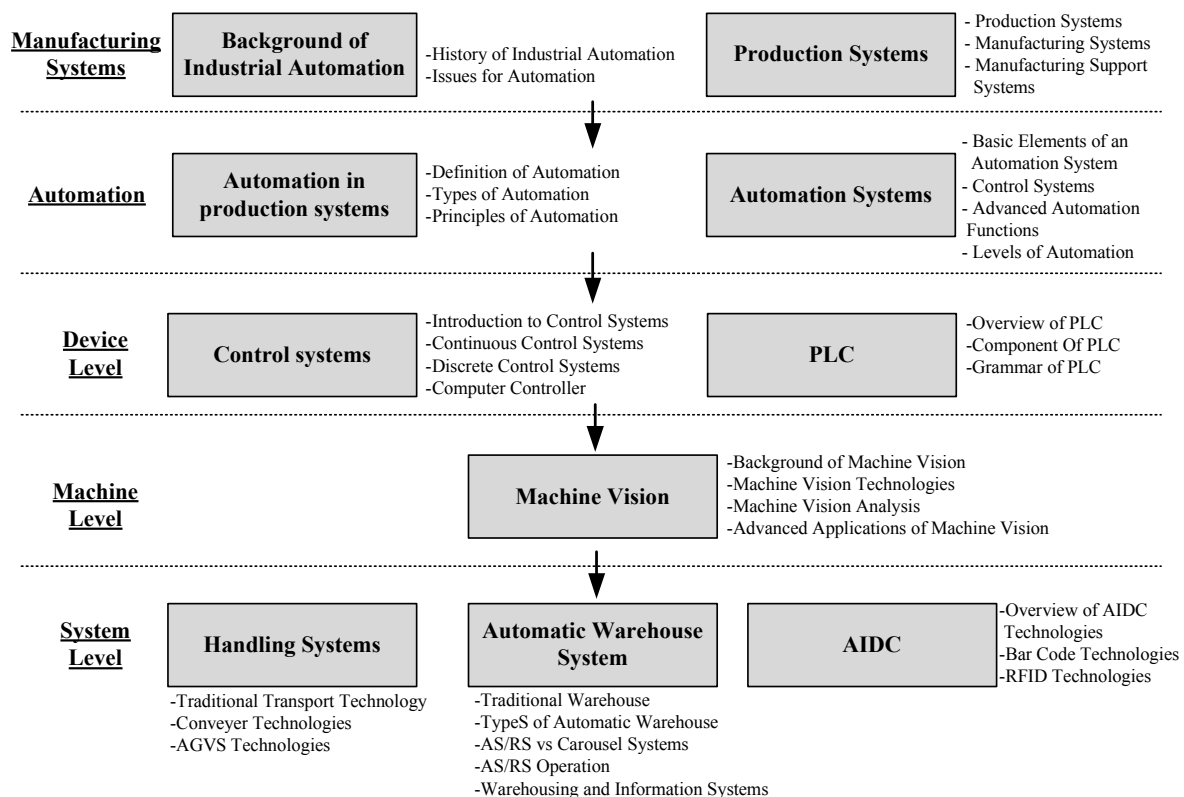 Manufacturing
Systems
Background of
Industrial Automation
-History of Industrial Automation
-Issues for Automation
Production Systems
- Production Systems
- Manufacturing Systems
- Manufacturing Support
Systems
Automation
Automation in
production systems
-Definition of Automation
-Types of Automation
-Principles of Automation
Automation Systems
- Basic Elements of an
Automation System
- Control Systems
- Advanced Automation
Functions
- Levels of Automation
Device
Level
Control systems
-Introduction to Control Systems
-Continuous Control Systems
-Discrete Control Systems
-Computer Controller
PLC
-Overview of PLC
-Component Of PLC
-Grammar of PLC
Machine
Level
Machine Vision
-Background of Machine Vision
-Machine Vision Technologies
-Machine Vision Analysis
-Advanced Applications of Machine Vision
System
Level
Handling Systems
-Traditional Transport Technology
-Conveyer Technologies
-AGVS Technologies
Automatic Warehouse
System
-Traditional Warehouse
-TypeS of Automatic Warehouse
-AS/RS vs Carousel Systems
-AS/RS Operation
-Warehousing and Information Systems
AIDC
-Overview of AIDC
Technologies
-Bar Code Technologies
-RFID Technologies